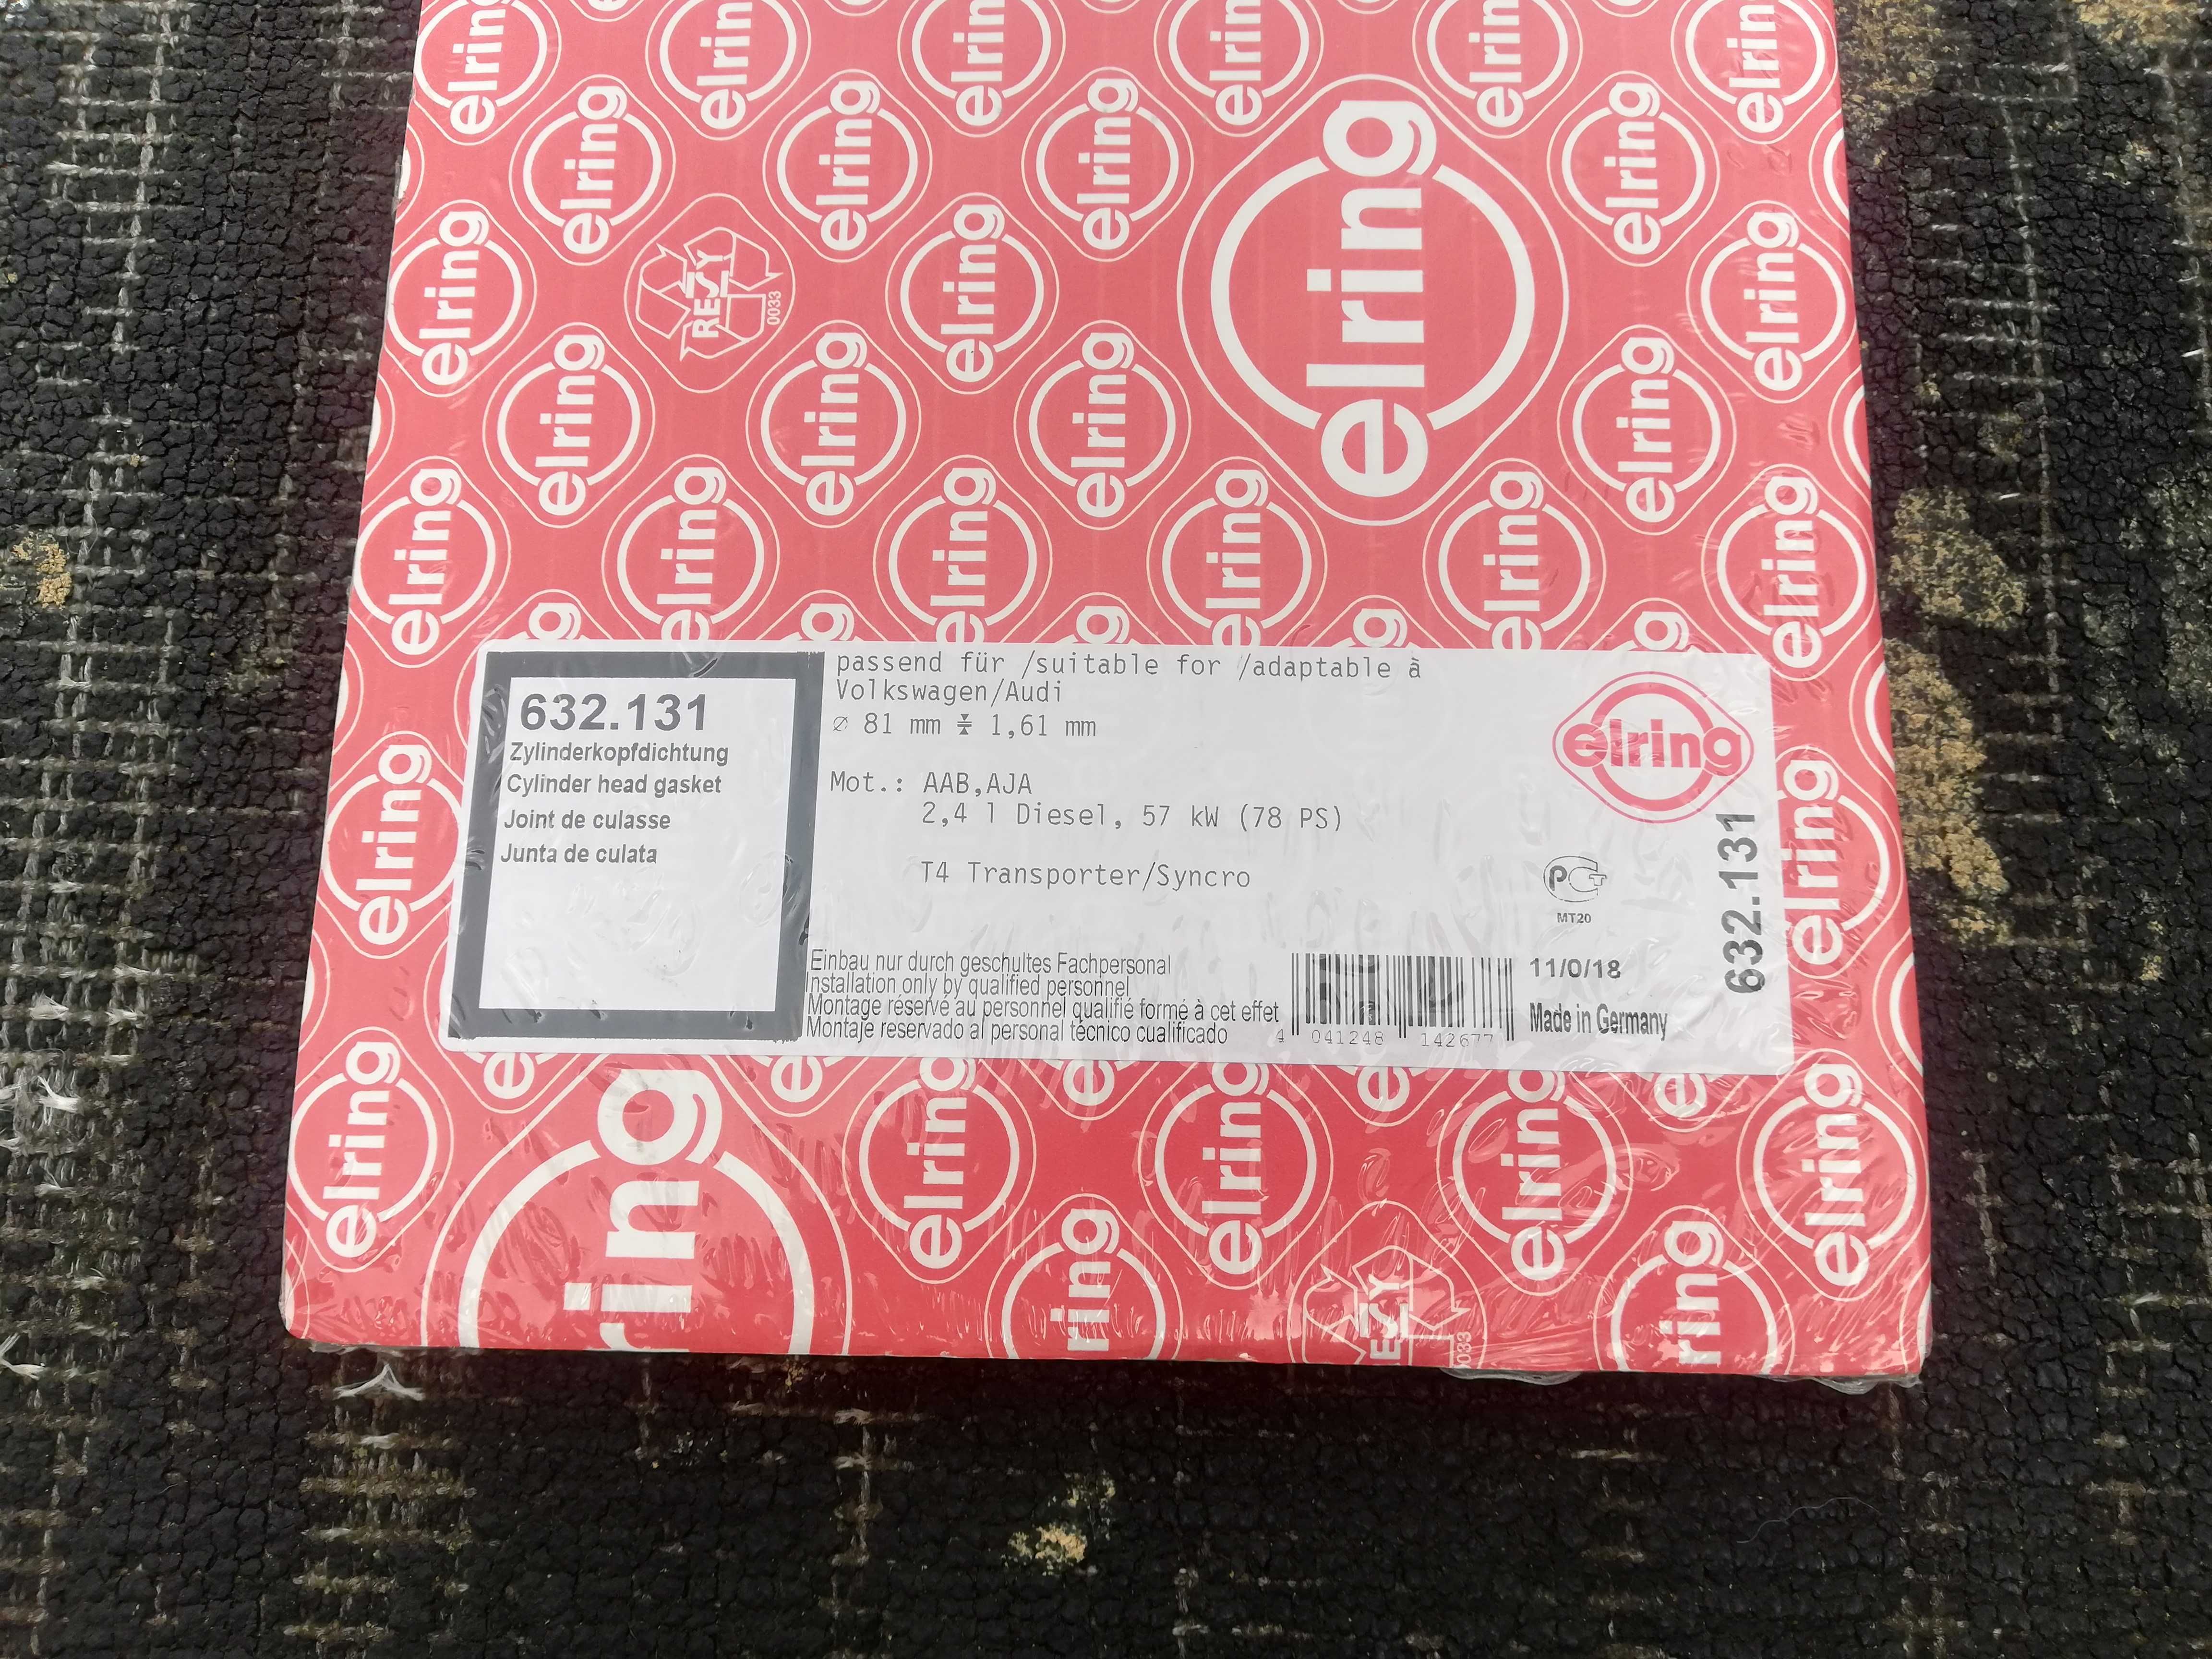 elring
RESY
0033
632.131
Zylinderkopfdichtung
Cylinder head gasket
Joint de culasse
Junta de culata
passend für /suitable for /adaptable à
Volkswagen/Audi
⌀ 81 mm 1,61 mm
Mot.: AAB,AJA
2,4 l Diesel, 57 kW (78 PS)
T4 Transporter/Syncro
Einbau nur durch geschultes Fachpersonal
Installation only by qualified personnel
Montage réservé au personnel qualifié formé à cet effet
Montaje reservado al personal técnico cualificado
4 041248 142677
elring
MT20
11/0/18
Made in Germany
632.131
elring
RESY
0033